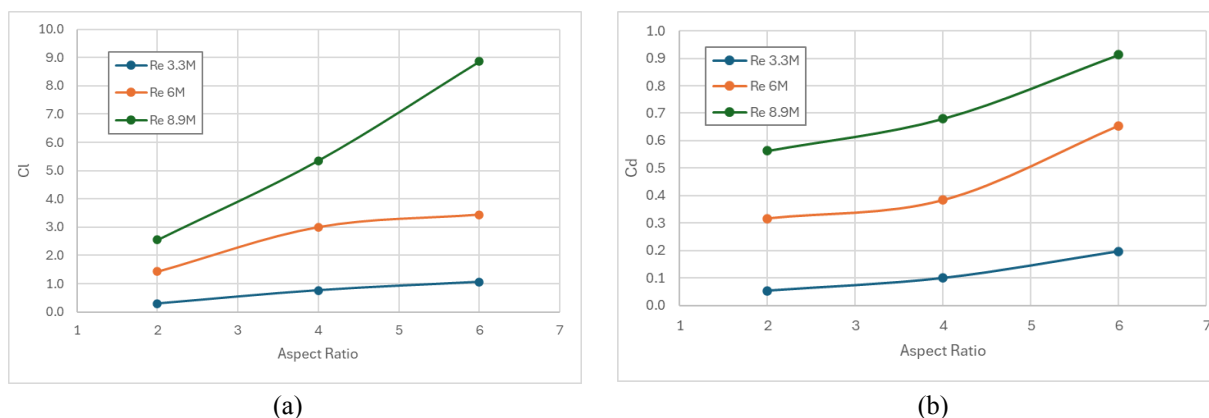 10.0
9.0
8.0
7.0
6.0
5.0
4.0
3.0
2.0
1.0
0.0
Cl
Re 3.3M
Re 6M
Re 8.9M
1 2 3 4 5 6 7
Aspect Ratio
(a)
1.0
0.9
0.8
0.7
0.6
0.5
0.4
0.3
0.2
0.1
0.0
Cd
Re 3.3M
Re 6M
Re 8.9M
1 2 3 4 5 6 7
Aspect Ratio
(b)